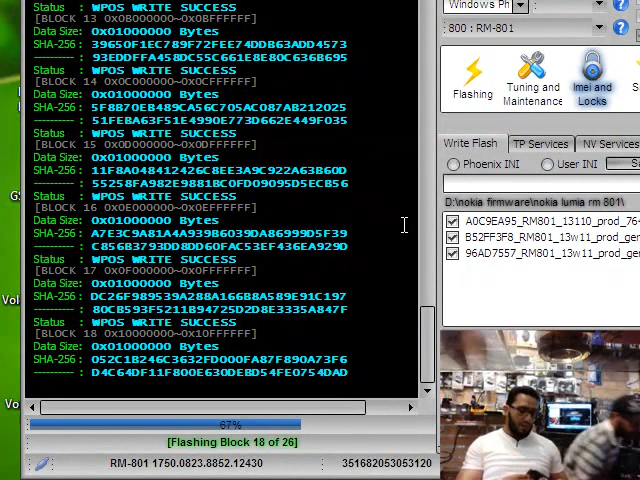 Status : WPOS WRITE SUCCESS
[BLOCK 13 0x0B000000~0x0BFFFFFF]
Data Size: 0x01000000 Bytes
SHA-256: 39650F1EC789F72FEE74DDB63ADD4573
---------- : 93EDDFFA458DC55C661E8E80C636B695
Status : WPOS WRITE SUCCESS
[BLOCK 14 0x0C000000~0x0CFFFFFF]
Data Size: 0x01000000 Bytes
SHA-256: 5F8B70EB489CA56C705AC087AB212025
---------- : 51FEBA63F51E4990E773D662E449F035
Status : WPOS WRITE SUCCESS
[BLOCK 15 0x0D000000~0x0DFFFFFF]
Data Size: 0x01000000 Bytes
SHA-256: 11F8A048412426C8EE3A9C922A63B60D
---------- : 55258FA982E9881BC0FD09095D5ECB56
Status : WPOS WRITE SUCCESS
[BLOCK 16 0x0E000000~0x0EFFFFFF]
Data Size: 0x01000000 Bytes
SHA-256: A7E3C9A81A4A939B6039DA86999D5F39
---------- : C856B3793DD8DD60FAC53EF436EA929D
Status : WPOS WRITE SUCCESS
[BLOCK 17 0x0F000000~0x0FFFFFFF]
Data Size: 0x01000000 Bytes
SHA-256: DC26F989539A288A166B8A589E91C197
---------- : 80CB593F5211B94725D2D8E3335A847F
Status : WPOS WRITE SUCCESS
[BLOCK 18 0x10000000~0x10FFFFFF]
Data Size: 0x01000000 Bytes
SHA-256: 052C1B246C3632FD000FA87F890A73F6
---------- : D4C64DF11F800E630DEBD54FE0754DAD
67%
[Flashing Block 18 of 26]
RM-801 1750.0823.8852.12430 351682053053120
Windows Ph
800 : RM-801
Flashing Tuning and Maintenance Imei and Locks
Write Flash TP Services NV Services
Phoenix INI User INI
D:\nokia firmware\nokia lumia rm 801\
A0C9EA95_RM801_13110_prod_76
B52FF3F8_RM801_13w11_prod_ge
96AD7557_RM801_13w11_prod_ge